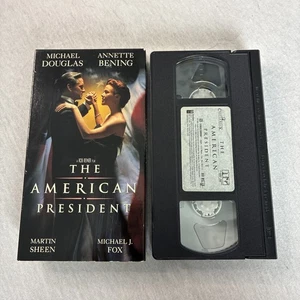 MICHAEL DOUGLAS
ANNETTE BENING
THE
AMERICAN
PRESIDENT
MARTIN SHEEN
MICHAEL J. FOX
THE
AMERICAN
PRESIDENT